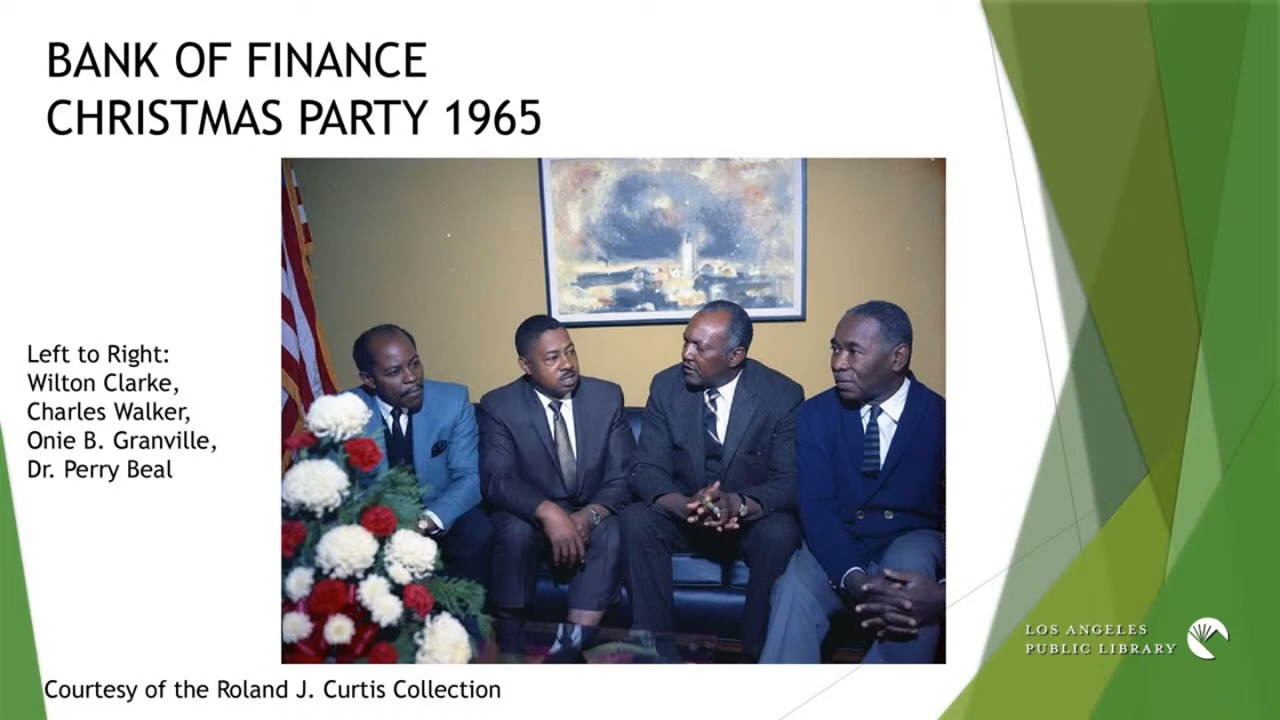 BANK OF FINANCE
CHRISTMAS PARTY 1965
Left to Right:
Wilton Clarke,
Charles Walker,
Onie B. Granville,
Dr. Perry Beal
LOS ANGELES
PUBLIC LIBRARY
Courtesy of the Roland J. Curtis Collection